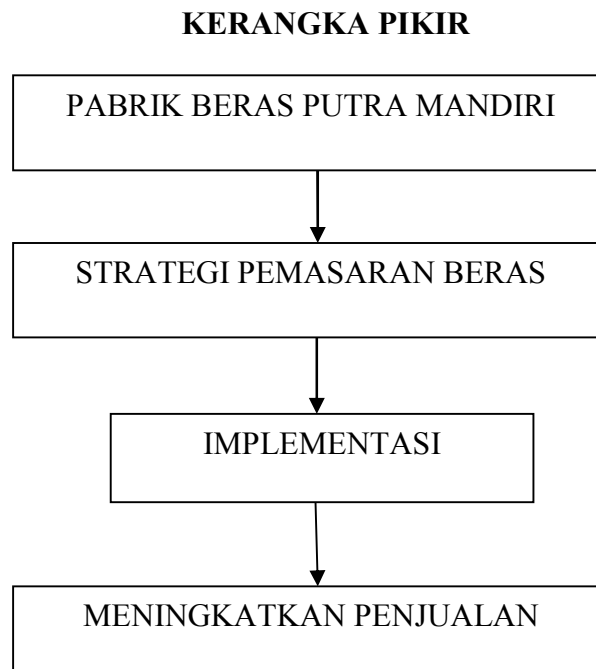 KERANGKA PIKIR
PABRIK BERAS PUTRA MANDIRI
STRATEGI PEMASARAN BERAS
IMPLEMENTASI
MENINGKATKAN PENJUALAN